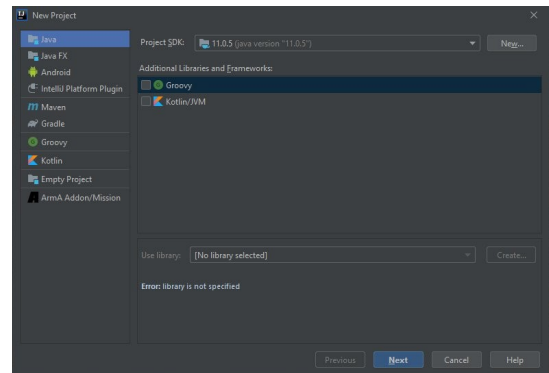 New Project
Java
Java FX
Android
IntelliJ Platform Plugin
Maven
Gradle
Groovy
Kotlin
Empty Project
ArmA Addon/Mission
Project SDK: 11.0.5 (java version "11.0.5") New...
Additional Libraries and Frameworks:
Groovy
Kotlin/JVM
Use library: [No library selected] Create...
Error: library is not specified
Previous Next Cancel Help